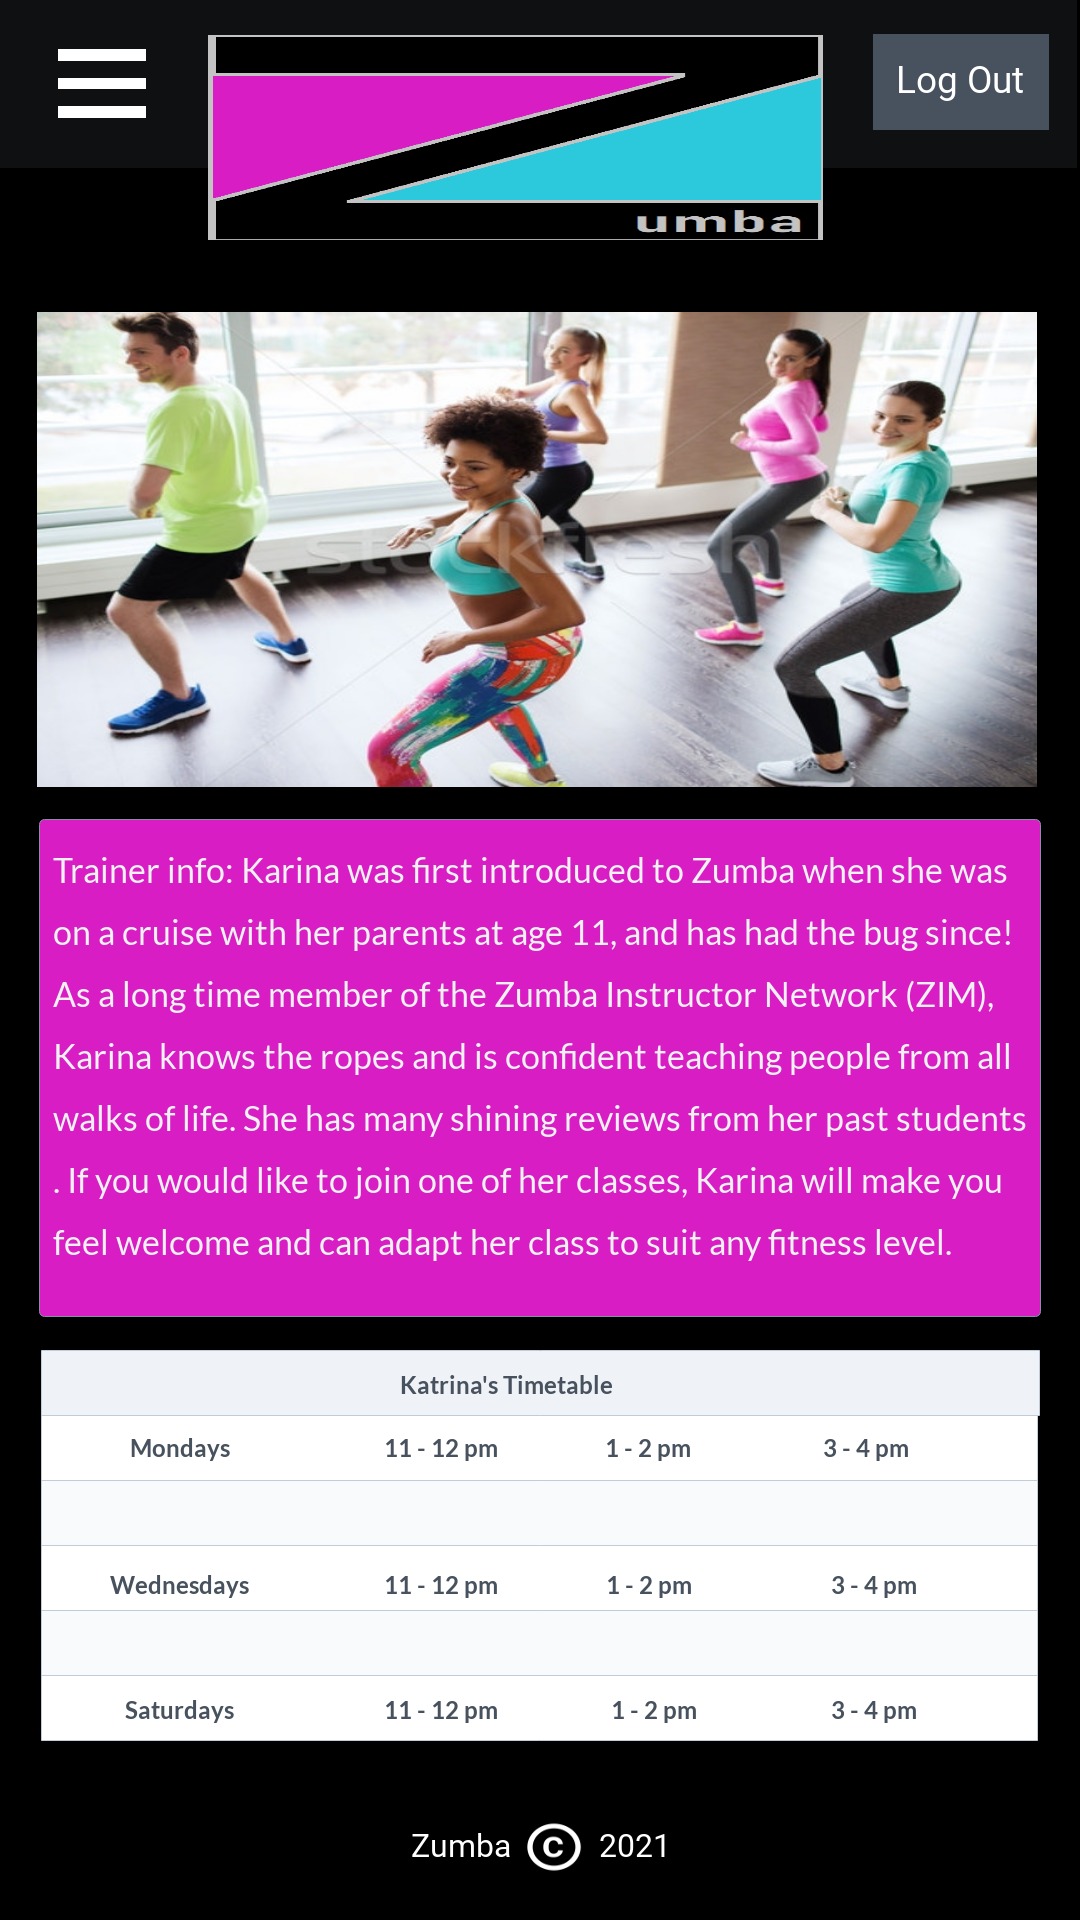 Log Out
umba
stockfresh
Trainer info: Karina was first introduced to Zumba when she was
on a cruise with her parents at age 11, and has had the bug since!
As a long time member of the Zumba Instructor Network (ZIM),
Karina knows the ropes and is confident teaching people from all
walks of life. She has many shining reviews from her past students
. If you would like to join one of her classes, Karina will make you
feel welcome and can adapt her class to suit any fitness level.
Katrina's Timetable
Mondays 11 - 12 pm 1 - 2 pm 3 - 4 pm
Wednesdays 11 - 12 pm 1 - 2 pm 3 - 4 pm
Saturdays 11 - 12 pm 1 - 2 pm 3 - 4 pm
Zumba © 2021